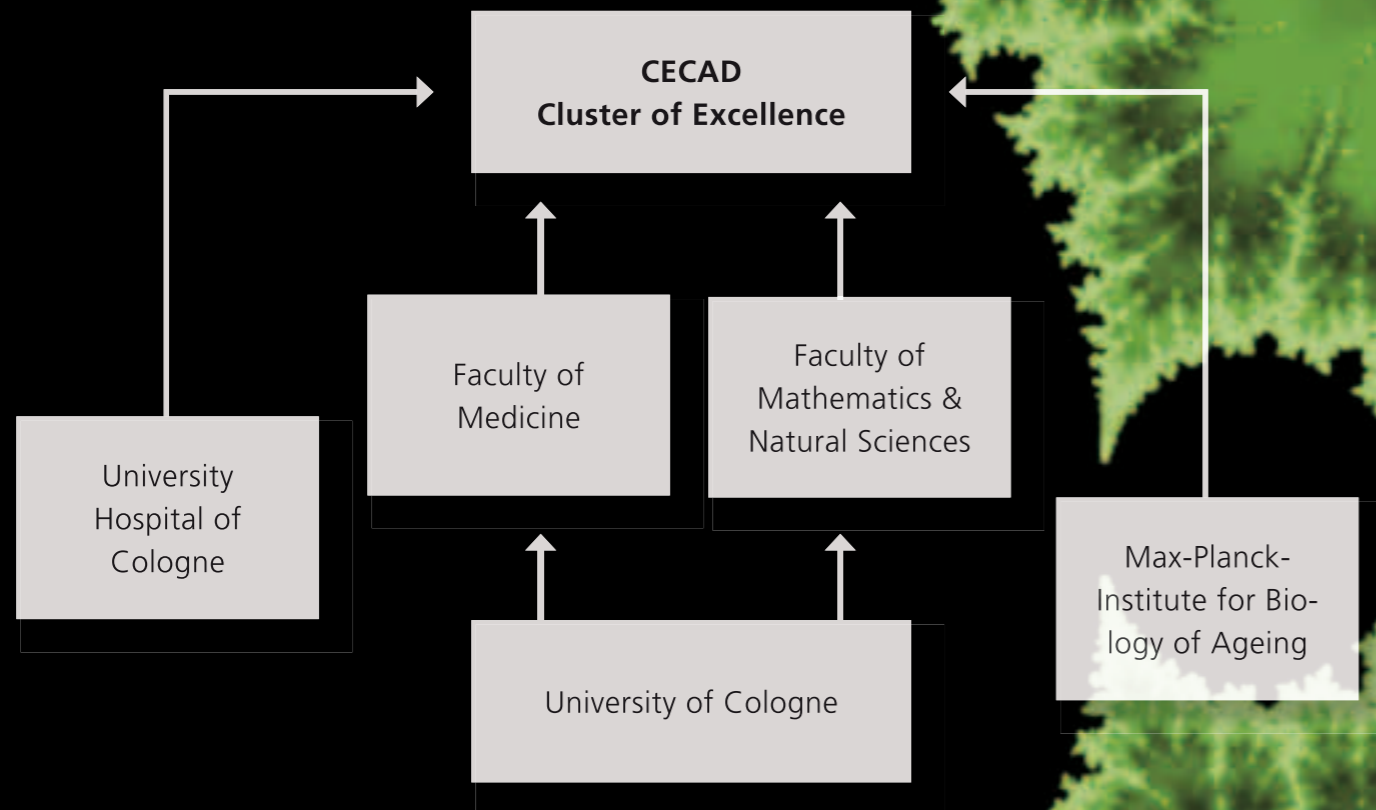 CECAD
Cluster of Excellence
Faculty of
Medicine
Faculty of
Mathematics &
Natural Sciences
University
Hospital of
Cologne
Max-Planck-
Institute for Bio-
logy of Ageing
University of Cologne